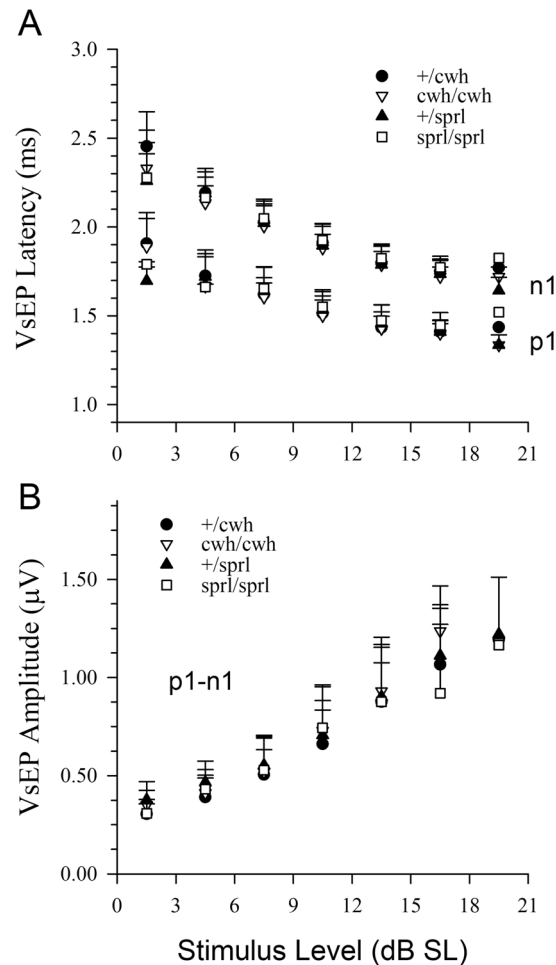 A
3.0
2.5
2.0
1.5
1.0
VsEP Latency (ms)
+/cwh
cwh/cwh
+/sprl
sprl/sprl
n1
p1
0 3 6 9 12 15 18 21
B
1.50
1.00
0.50
0.00
VsEP Amplitude (µV)
+/cwh
cwh/cwh
+/sprl
sprl/sprl
p1-n1
0 3 6 9 12 15 18 21
Stimulus Level (dB SL)